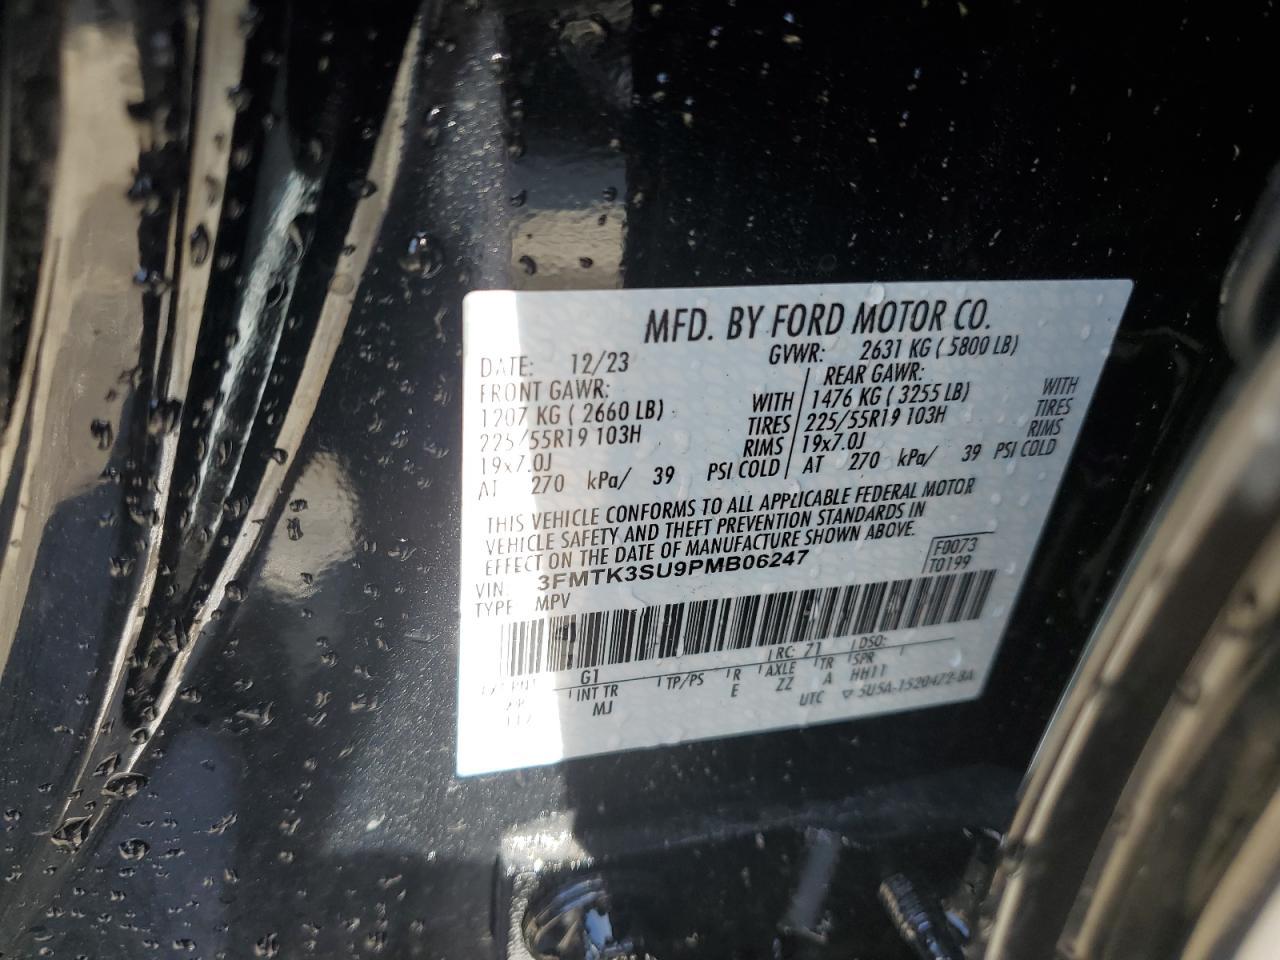 MFD. BY FORD MOTOR CO.
DATE: 12/23 GVWR: 2631 KG ( 5800 LB)
FRONT GAWR: REAR GAWR:
1207 KG ( 2660 LB) WITH 1476 KG ( 3255 LB) WITH
225/55R19 103H TIRES 225/55R19 103H TIRES
19x7.0J RIMS 19x7.0J RIMS
AT 270 kPa/ 39 PSI COLD AT 270 kPa/ 39 PSI COLD
THIS VEHICLE CONFORMS TO ALL APPLICABLE FEDERAL MOTOR
VEHICLE SAFETY AND THEFT PREVENTION STANDARDS IN
EFFECT ON THE DATE OF MANUFACTURE SHOWN ABOVE.
VIN: 3FMTK3SU9PMB06247 F0073
TYPE: MPV T0199
RC: Z1 DSO:
EXT PNT G1
INT TR TP/PS R AXLE TR SPR
MJ E ZZ A HH11
UTC 5U5A-1520472-BA